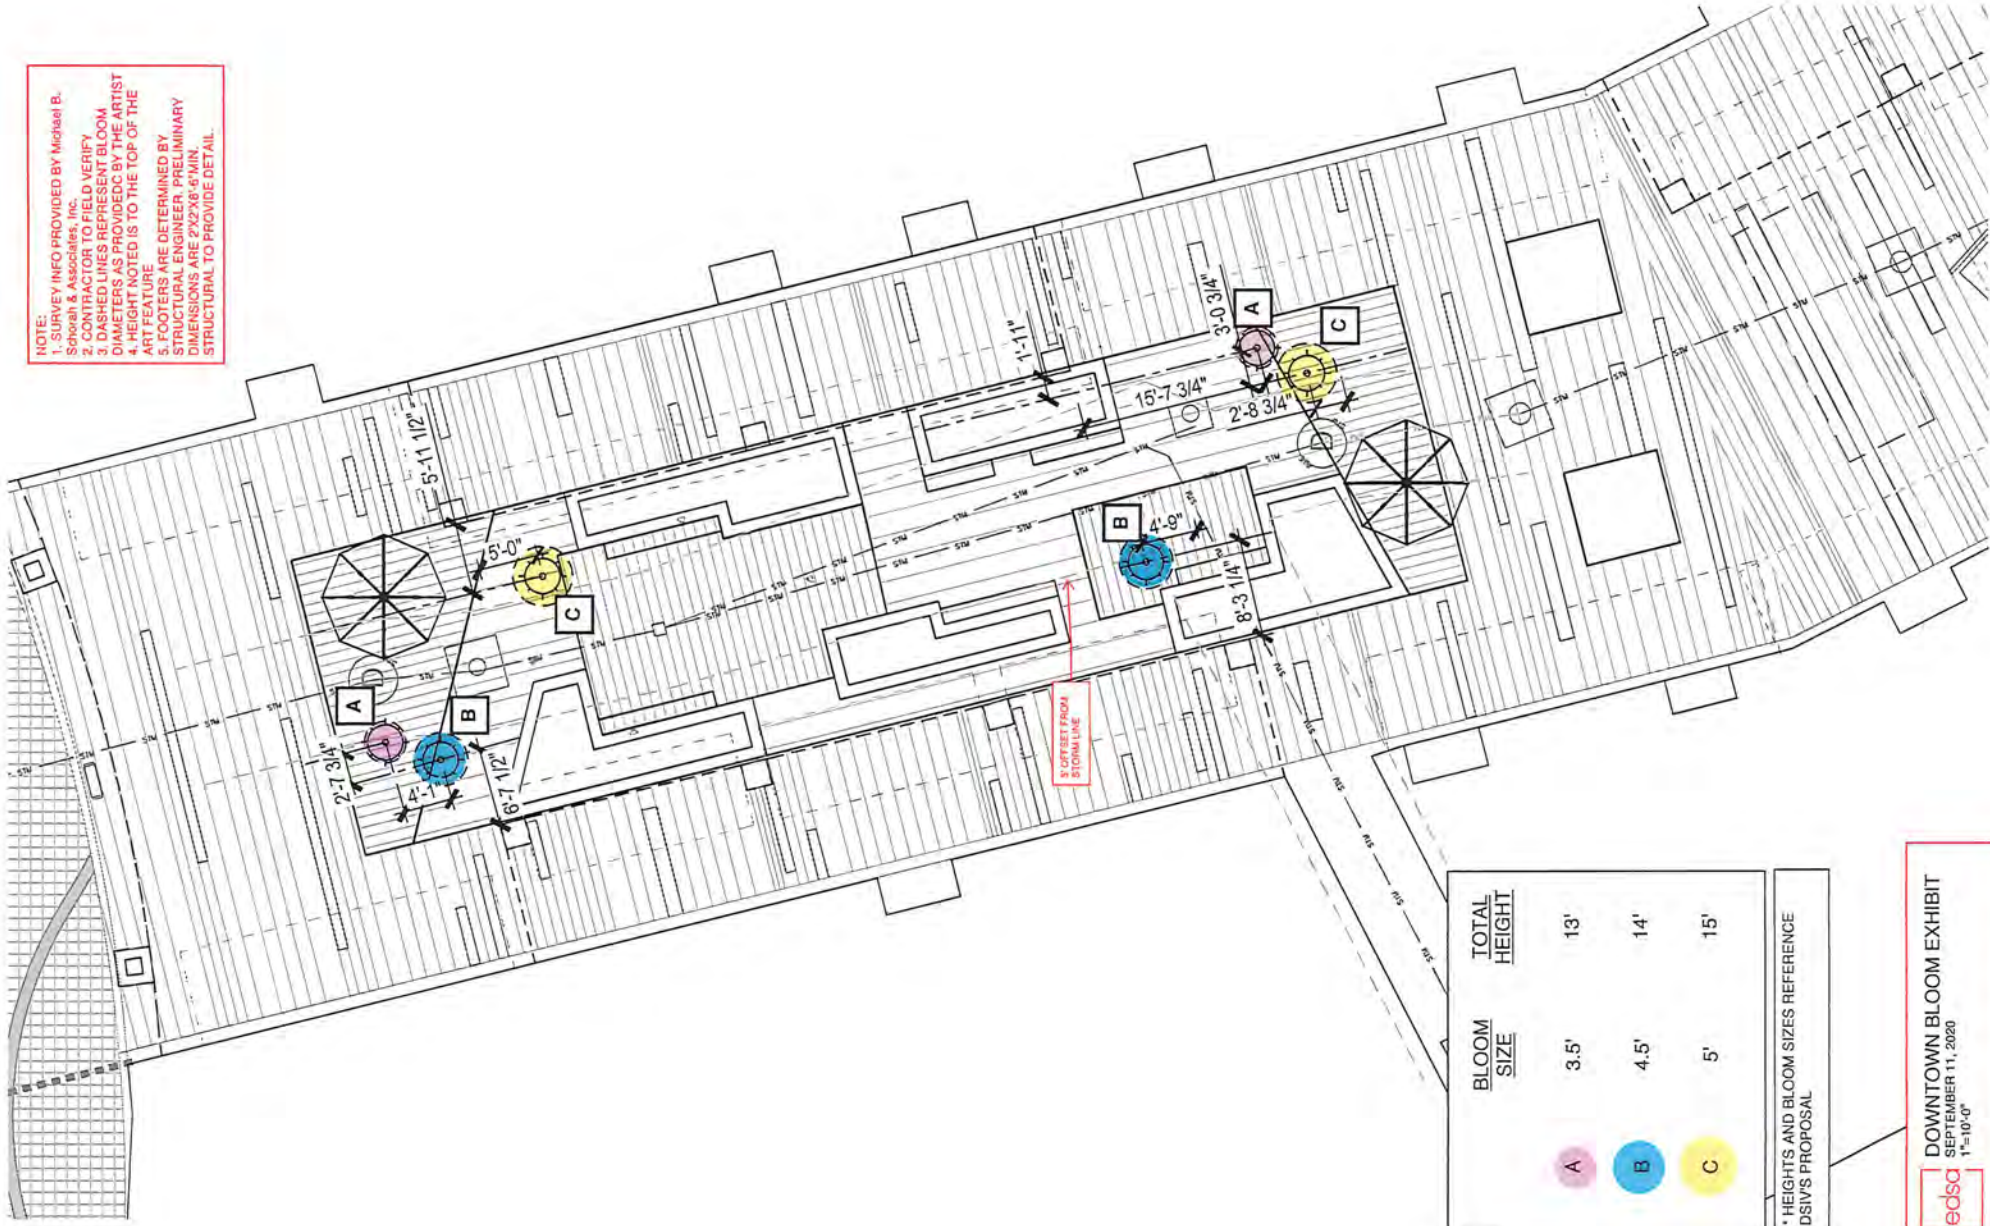 NOTE:
1. SURVEY INFO PROVIDED BY Michael B.
Schorah & Associates, Inc.
2. CONTRACTOR TO FIELD VERIFY
3. DASHED LINES REPRESENT BLOOM
DIAMETERS AS PROVIDEDC BY THE ARTIST
4. HEIGHT NOTED IS TO THE TOP OF THE
ART FEATURE
5. FOOTERS ARE DETERMINED BY
STRUCTURAL ENGINEER. PRELIMINARY
DIMENSIONS ARE 2'X2'X8'-6"MIN.
STRUCTURAL TO PROVIDE DETAIL.
5'-11 1/2"
5'-0"
C
A
B
2'-7 3/4"
4'-1"
6'-7 1/2"
D
1'-11"
15'-7 3/4"
3'-0 3/4"
A
C
2'-8 3/4"
D
B
4'-9"
8'-3 1/4"
5' OFFSET FROM
STORM LINE
STM
BLOOM
SIZE
TOTAL
HEIGHT
A 3.5' 13'
B 4.5' 14'
C 5' 15'
* HEIGHTS AND BLOOM SIZES REFERENCE
DSIV'S PROPOSAL
edsa
DOWNTOWN BLOOM EXHIBIT
SEPTEMBER 11, 2020
1"=10'-0"